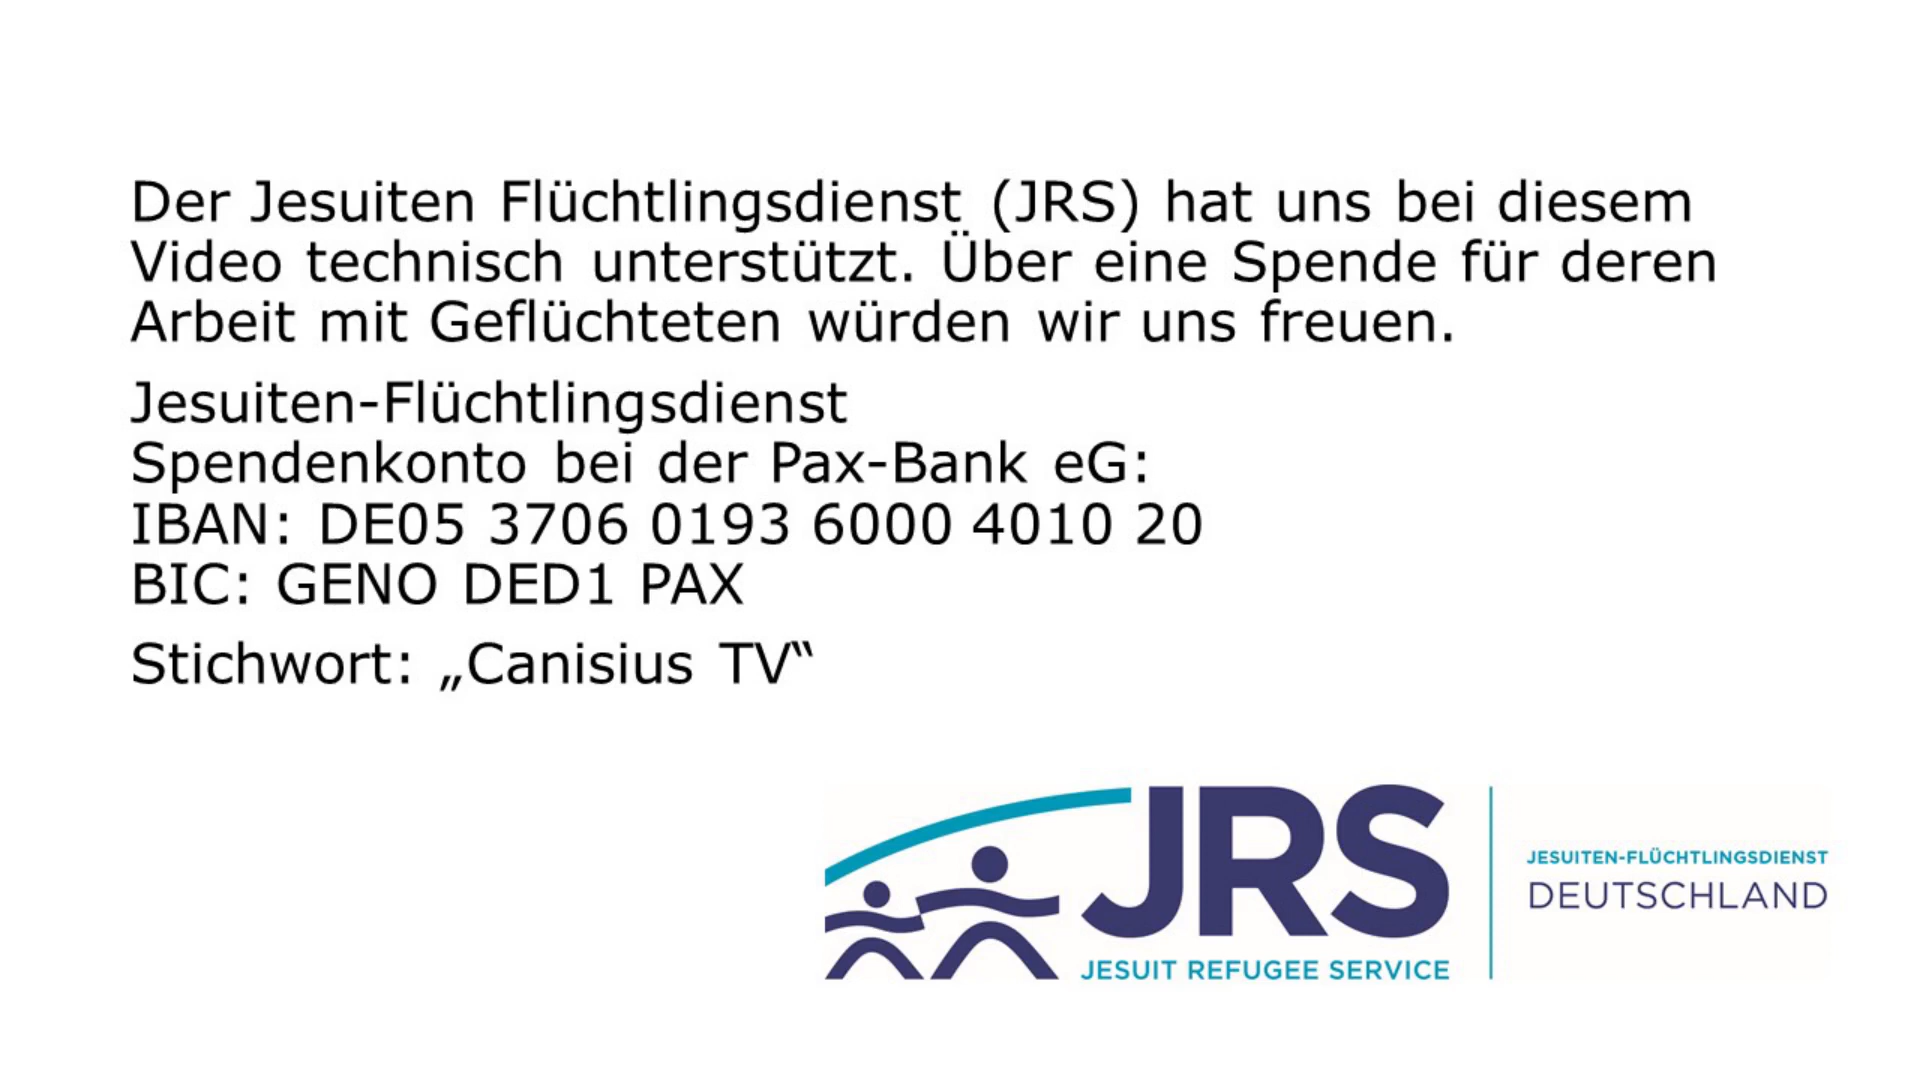 Der Jesuiten Flüchtlingsdienst (JRS) hat uns bei diesem
Video technisch unterstützt. Über eine Spende für deren
Arbeit mit Geflüchteten würden wir uns freuen.
Jesuiten-Flüchtlingsdienst
Spendenkonto bei der Pax-Bank eG:
IBAN: DE05 3706 0193 6000 4010 20
BIC: GENO DED1 PAX
Stichwort: „Canisius TV“
JRS
JESUIT REFUGEE SERVICE
JESUITEN-FLÜCHTLINGSDIENST
DEUTSCHLAND